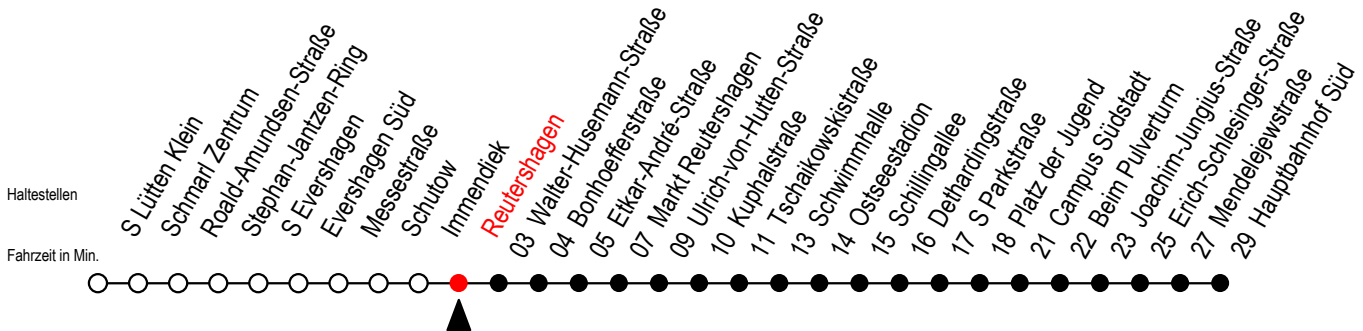 Haltestellen
Fahrzeit in Min.
S Lütten Klein
Schmarl Zentrum
Roald-Amundsen-Straße
Stephan-Jantzen-Ring
S Evershagen
Evershagen Süd
Messestraße
Schutow
Immendiek
Reutershagen
03 Walter-Husemann-Straße
04 Bonhoefferstraße
05 Etkar-André-Straße
07 Markt Reutershagen
09 Ulrich-von-Hutten-Straße
10 Kuphalstraße
11 Tschaikowskistraße
13 Schwimmhalle
14 Ostseestadion
15 Schillingallee
16 Dethardingstraße
17 S Parkstraße
18 Platz der Jugend
21 Campus Südstadt
22 Beim Pulverturm
23 Joachim-Jungius-Straße
25 Erich-Schlesinger-Straße
27 Mendelejewstraße
29 Hauptbahnhof Süd